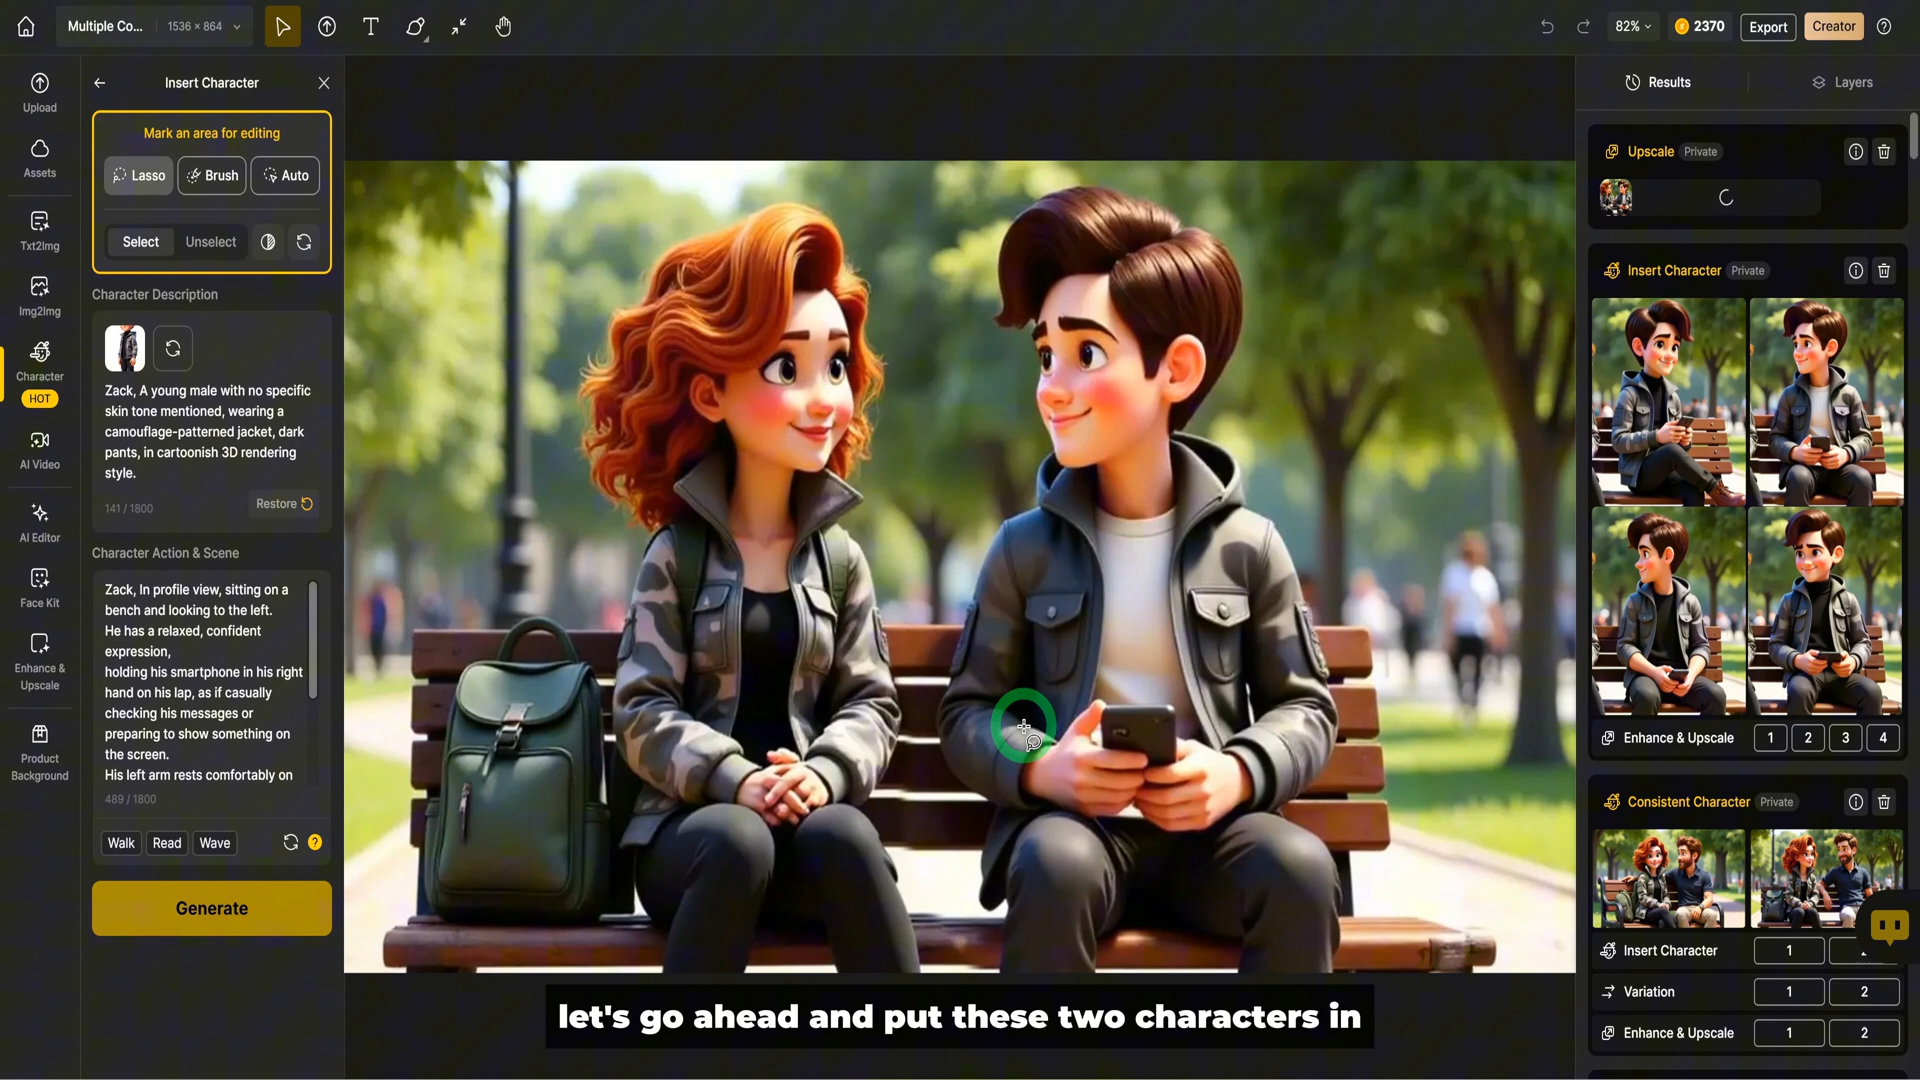 Multiple Co...
1536 × 864
82%
2370
Export
Creator
Upload
Assets
Txt2Img
Img2Img
Character
HOT
AI Video
AI Editor
Face Kit
Enhance &
Upscale
Product
Background
Insert Character
Mark an area for editing
Lasso
Brush
Auto
Select
Unselect
Character Description
Zack, A young male with no specific
skin tone mentioned, wearing a
camouflage-patterned jacket, dark
pants, in cartoonish 3D rendering
style.
141 / 1800
Restore
Character Action & Scene
Zack, In profile view, sitting on a
bench and looking to the left.
He has a relaxed, confident
expression,
holding his smartphone in his right
hand on his lap, as if casually
checking his messages or
preparing to show something on
the screen.
His left arm rests comfortably on
489 / 1800
Walk
Read
Wave
?
Generate
let's go ahead and put these two characters in
Results
Layers
Upscale
Private
Insert Character
Private
Enhance & Upscale
1
2
3
4
Consistent Character
Private
Insert Character
1
Variation
1
2
Enhance & Upscale
1
2